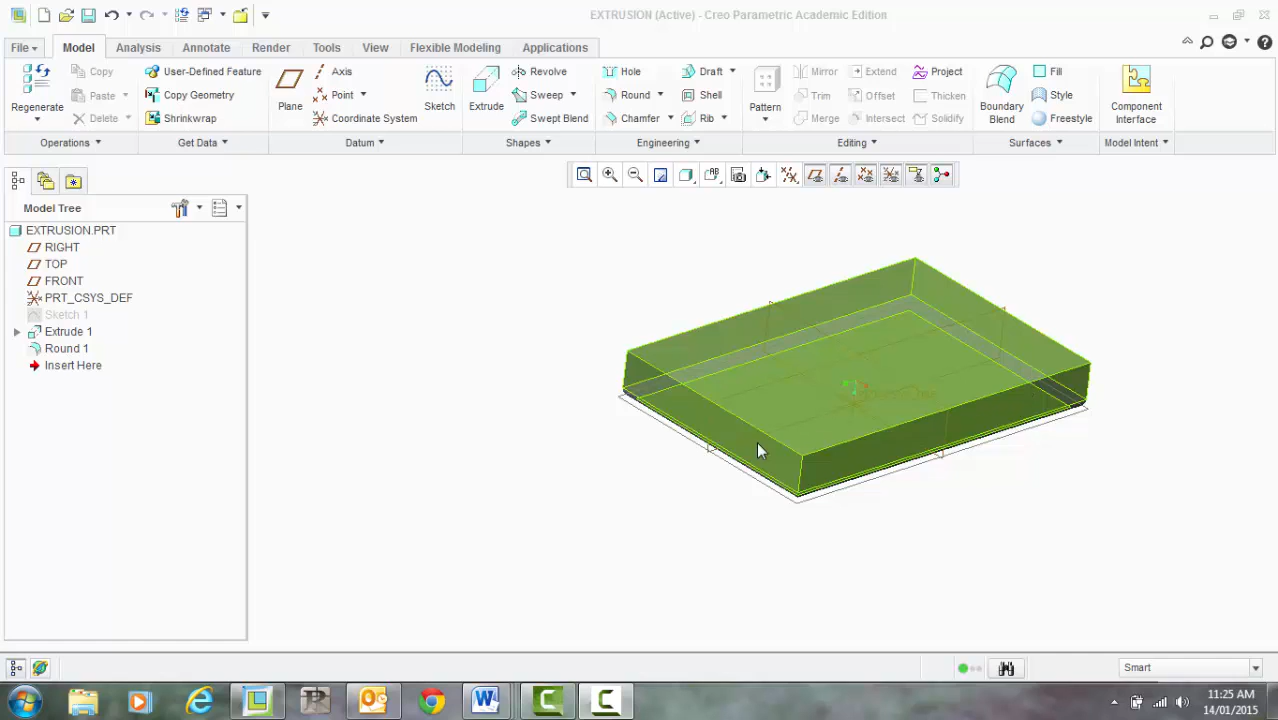 EXTRUSION (Active) - Creo Parametric Academic Edition
File Model Analysis Annotate Render Tools View Flexible Modeling Applications
Regenerate
Copy
Paste
Delete
Operations
User-Defined Feature
Copy Geometry
Shrinkwrap
Get Data
Plane
Axis
Point
Coordinate System
Sketch
Datum
Extrude
Revolve
Sweep
Swept Blend
Shapes
Hole
Round
Chamfer
Draft
Shell
Rib
Engineering
Pattern
Mirror
Trim
Merge
Extend
Offset
Intersect
Project
Thicken
Solidify
Editing
Boundary
Blend
Fill
Style
Freestyle
Surfaces
Component
Interface
Model Intent
Model Tree
EXTRUSION.PRT
RIGHT
TOP
FRONT
PRT_CSYS_DEF
Sketch 1
Extrude 1
Round 1
Insert Here
Smart
11:25 AM
14/01/2015